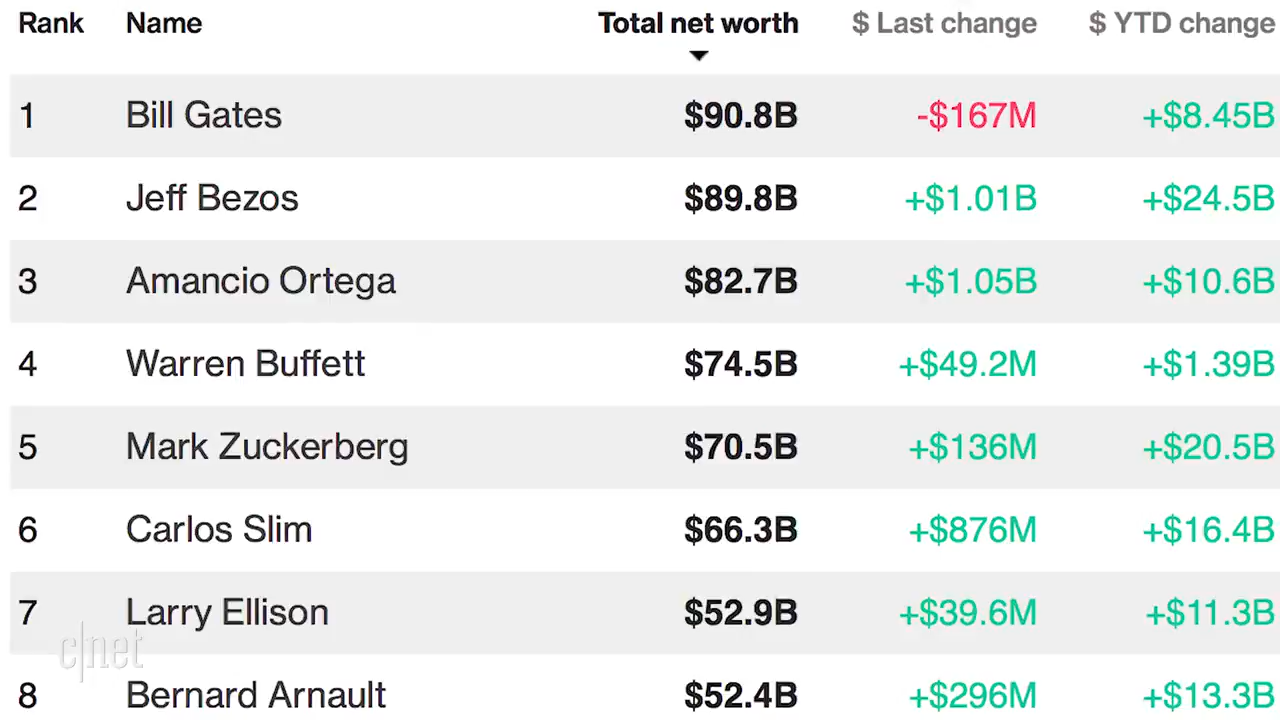 Rank Name Total net worth $ Last change $ YTD change
1 Bill Gates $90.8B -$167M +$8.45B
2 Jeff Bezos $89.8B +$1.01B +$24.5B
3 Amancio Ortega $82.7B +$1.05B +$10.6B
4 Warren Buffett $74.5B +$49.2M +$1.39B
5 Mark Zuckerberg $70.5B +$136M +$20.5B
6 Carlos Slim $66.3B +$876M +$16.4B
7 Larry Ellison $52.9B +$39.6M +$11.3B
c|net
8 Bernard Arnault $52.4B +$296M +$13.3B